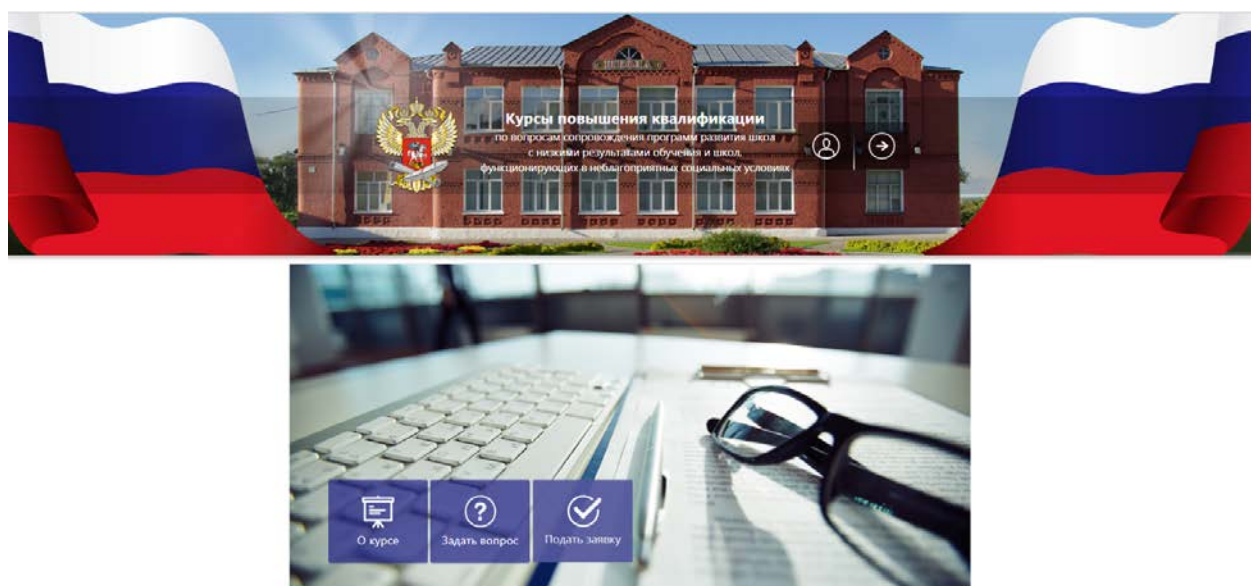 ШКОЛА
Курсы повышения квалификации
по вопросам сопровождения программ развития школ
с низкими результатами обучения и школ,
функционирующих в неблагоприятных социальных условиях
О курсе
Задать вопрос
Подать заявку